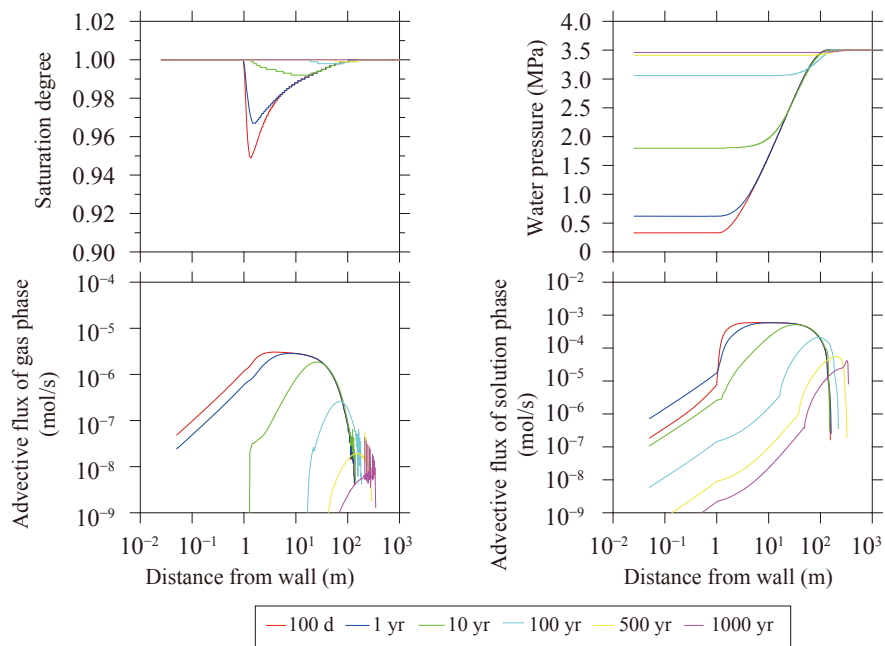 1.02
1.00
0.98
0.96
0.94
0.92
0.90
Saturation degree
3.5
3.0
2.5
2.0
1.5
1.0
0.5
0
Water pressure (MPa)
10⁻⁴
10⁻⁵
10⁻⁶
10⁻⁷
10⁻⁸
10⁻⁹
Advective flux of gas phase
(mol/s)
10⁻² 10⁻¹ 1 10¹ 10² 10³
Distance from wall (m)
10⁻²
10⁻³
10⁻⁴
10⁻⁵
10⁻⁶
10⁻⁷
10⁻⁸
10⁻⁹
Advective flux of solution phase
(mol/s)
10⁻² 10⁻¹ 1 10¹ 10² 10³
Distance from wall (m)
100 d 1 yr 10 yr 100 yr 500 yr 1000 yr